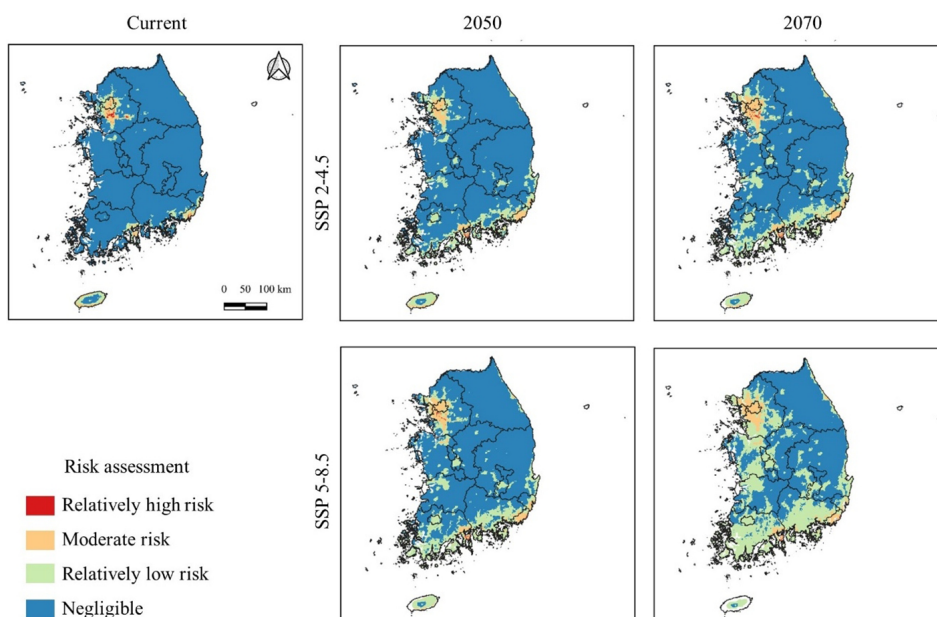 Current 2050 2070
SSP 2-4.5
0 50 100 km
SSP 5-8.5
Risk assessment
Relatively high risk
Moderate risk
Relatively low risk
Negligible